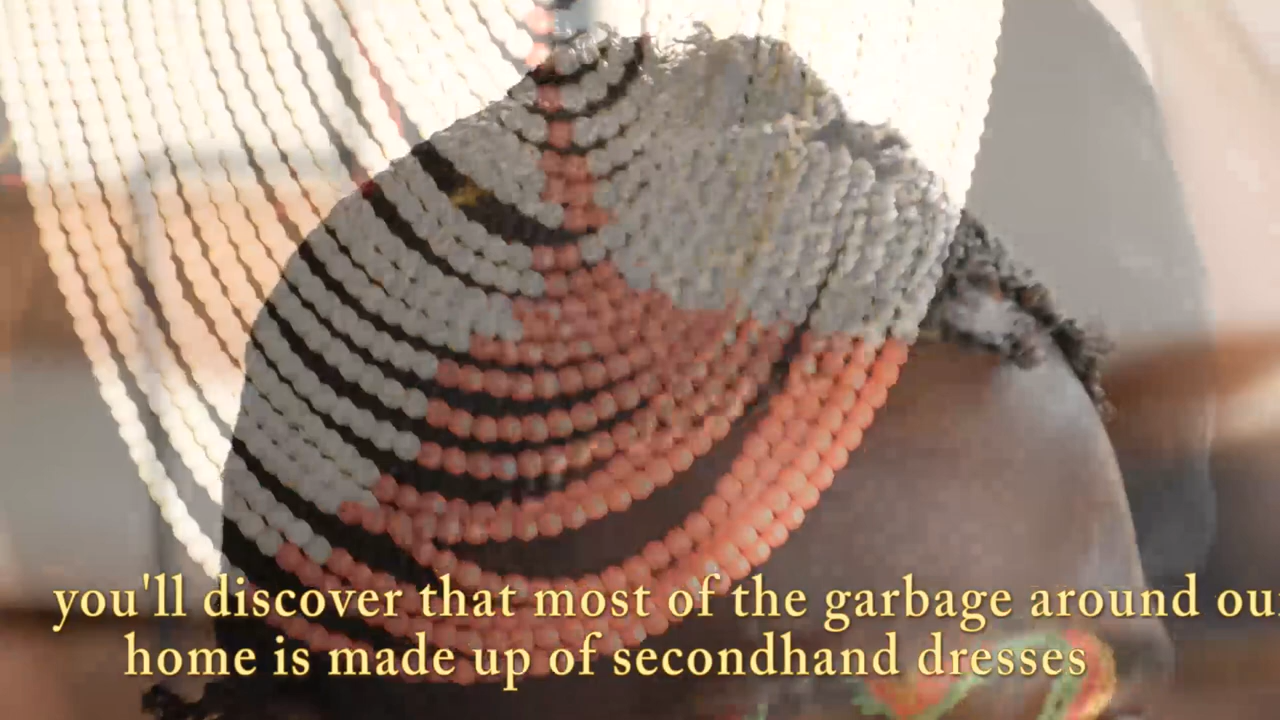 you'll discover that most of the garbage around ou
home is made up of secondhand dresses